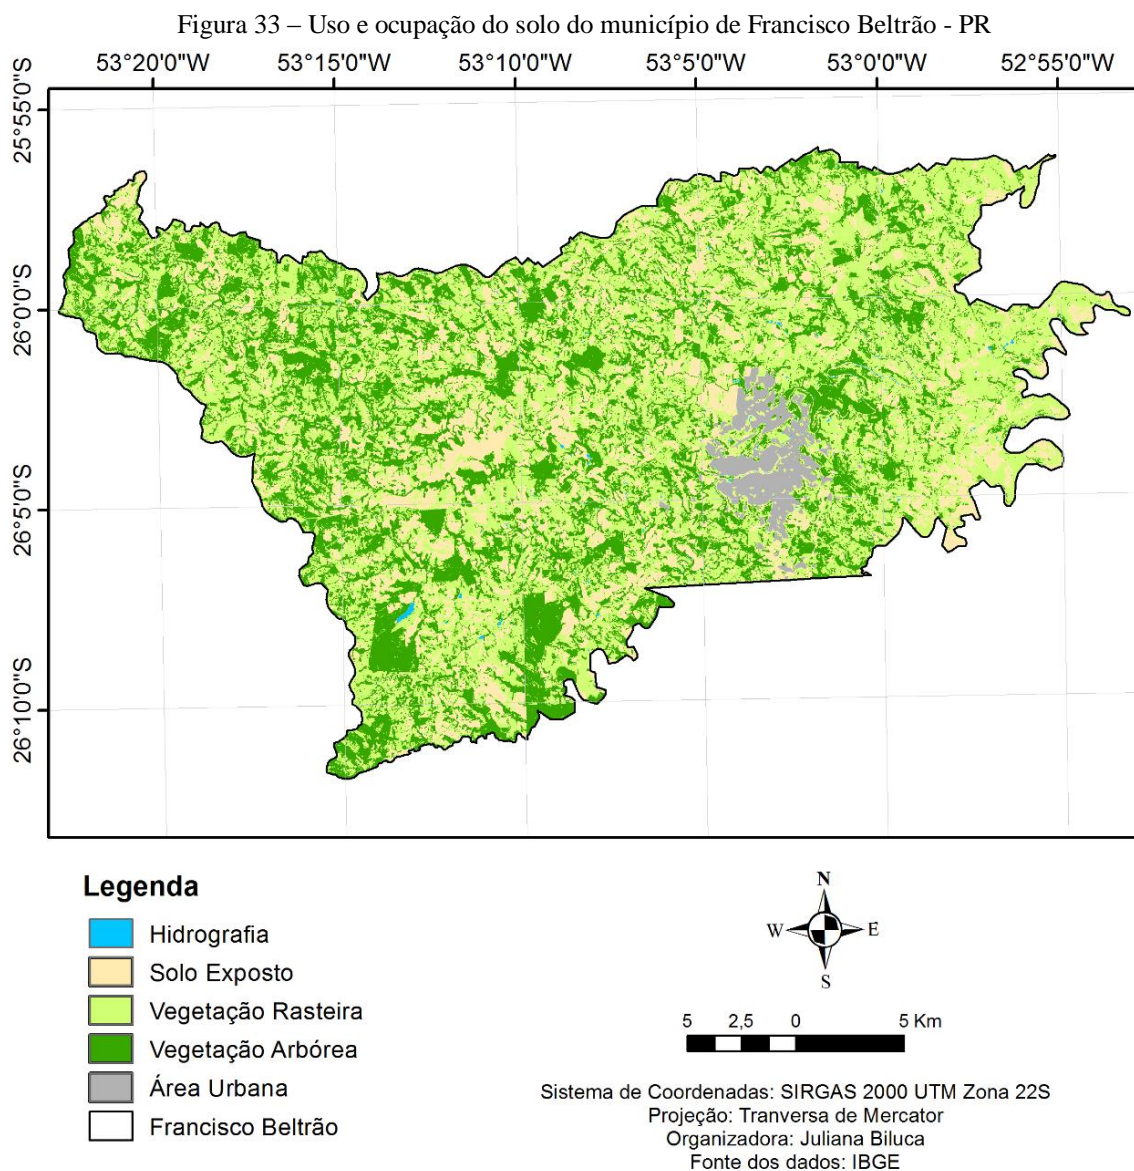 Figura 33 – Uso e ocupação do solo do município de Francisco Beltrão - PR
53°20'0"W 53°15'0"W 53°10'0"W 53°5'0"W 53°0'0"W 52°55'0"W
25°55'0"S
26°0'0"S
26°5'0"S
26°10'0"S
Legenda
Hidrografia
Solo Exposto
Vegetação Rasteira
Vegetação Arbórea
Área Urbana
Francisco Beltrão
N
W E
S
5 2,5 0 5 Km
Sistema de Coordenadas: SIRGAS 2000 UTM Zona 22S
Projeção: Tranversa de Mercator
Organizadora: Juliana Biluca
Fonte dos dados: IBGE